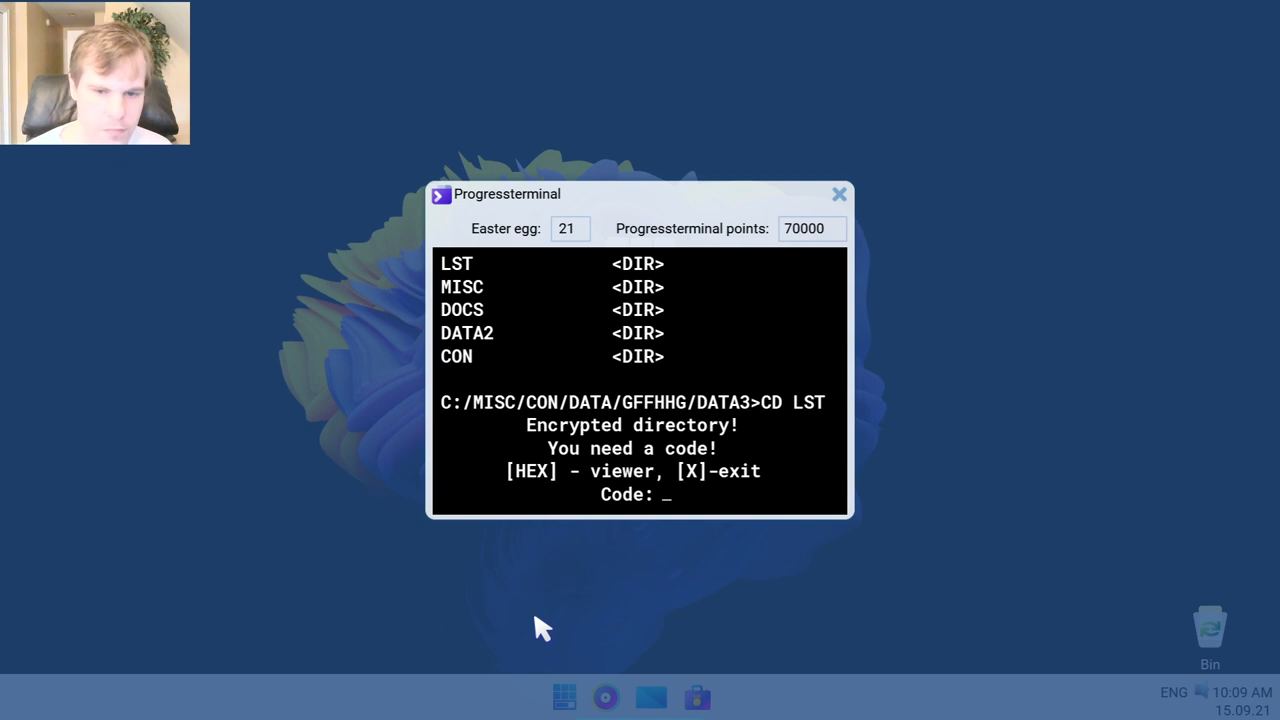 Progressterminal
Easter egg: 21 Progressterminal points: 70000
LST <DIR>
MISC <DIR>
DOCS <DIR>
DATA2 <DIR>
CON <DIR>
C:/MISC/CON/DATA/GFFHHG/DATA3>CD LST
Encrypted directory!
You need a code!
[HEX] - viewer, [X]-exit
Code: _
Bin
ENG 10:09 AM
15.09.21